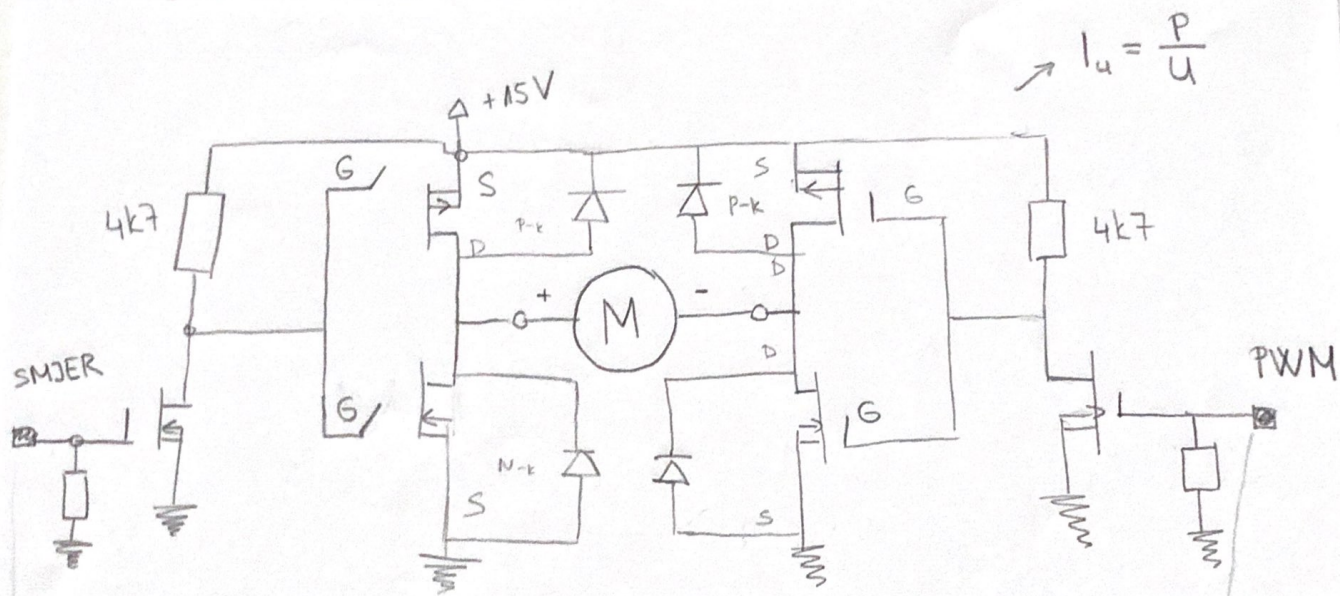 I_u = P/U
+15V
G
S
S
G
4k7
P-k
P-k
4k7
D
D
D
+
M
-
D
SMJER
PWM
G
G
N-k
S
S